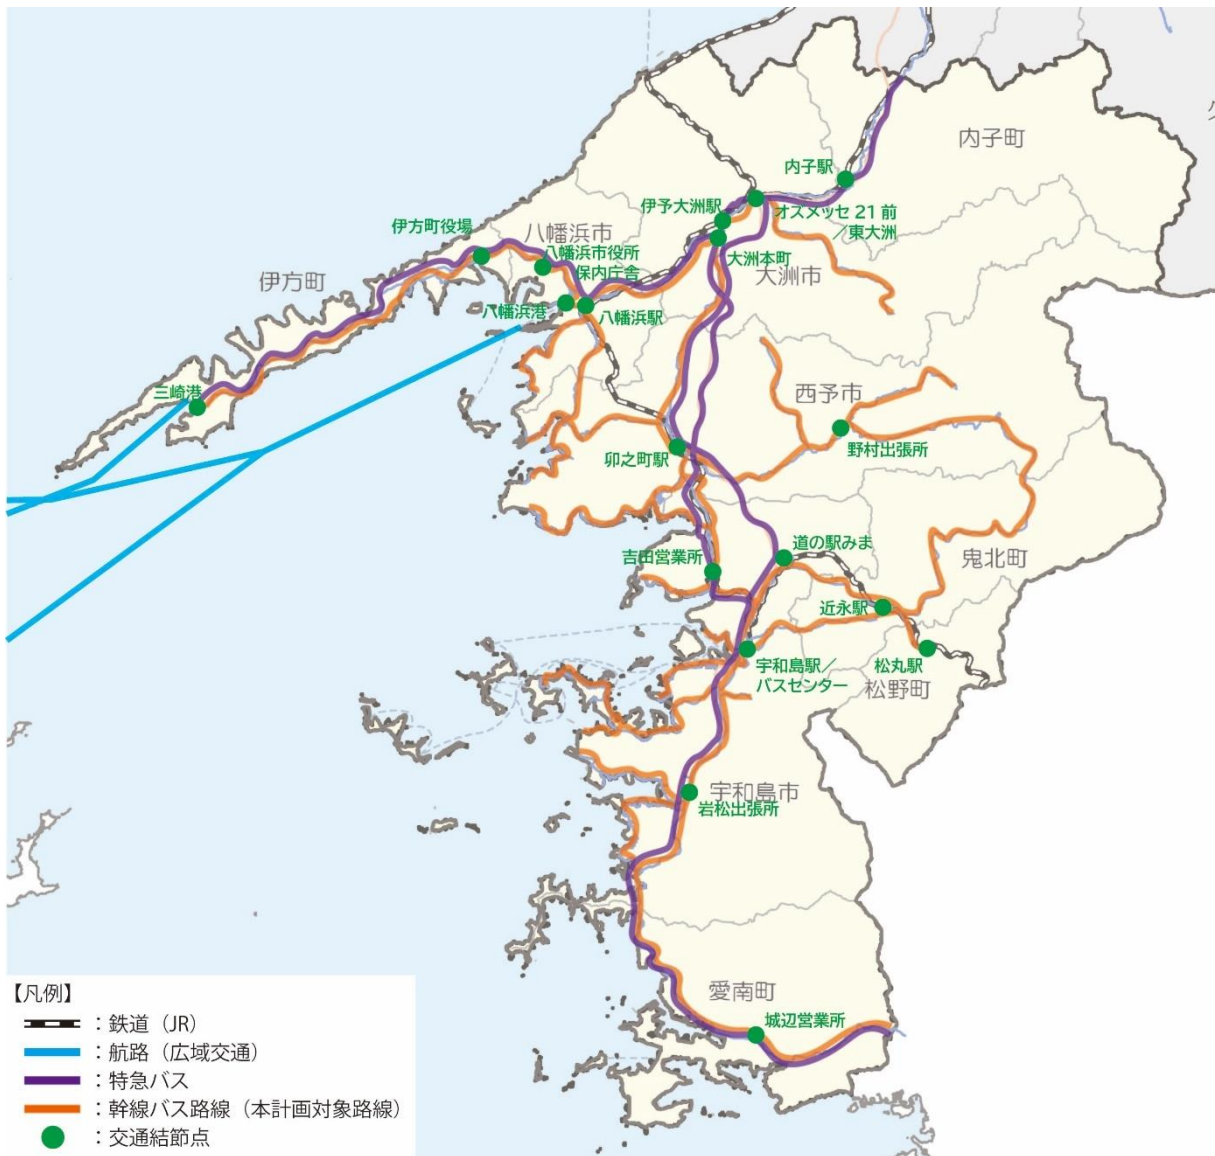 内子町
内子駅
伊予大洲駅
オズメッセ 21 前
／東大洲
伊方町役場
八幡浜市
八幡浜市役所
保内庁舎
大洲本町
大洲市
伊方町
八幡浜港
八幡浜駅
三崎港
西予市
野村出張所
卯之町駅
道の駅みま
吉田営業所
鬼北町
近永駅
宇和島駅／
バスセンター
松丸駅
松野町
宇和島市
岩松出張所
愛南町
城辺営業所
【凡例】
：鉄道（JR）
：航路（広域交通）
：特急バス
：幹線バス路線（本計画対象路線）
：交通結節点